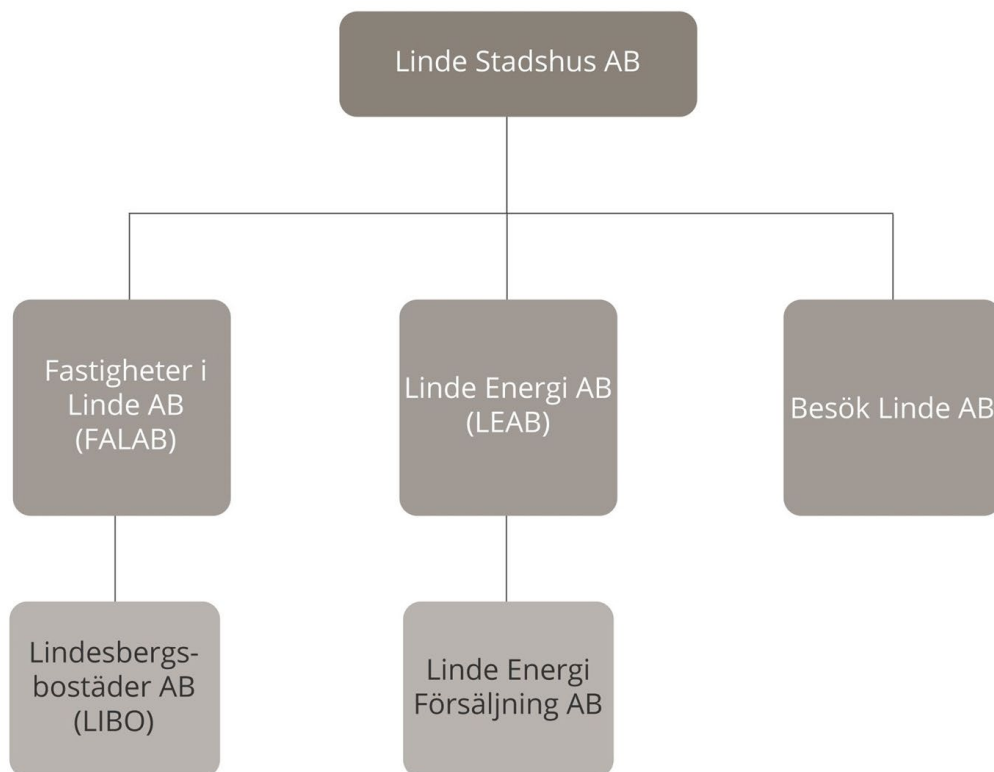 Linde Stadshus AB
Fastigheter i
Linde AB
(FALAB)
Linde Energi AB
(LEAB)
Besök Linde AB
Lindesbergs-
bostäder AB
(LIBO)
Linde Energi
Försäljning AB